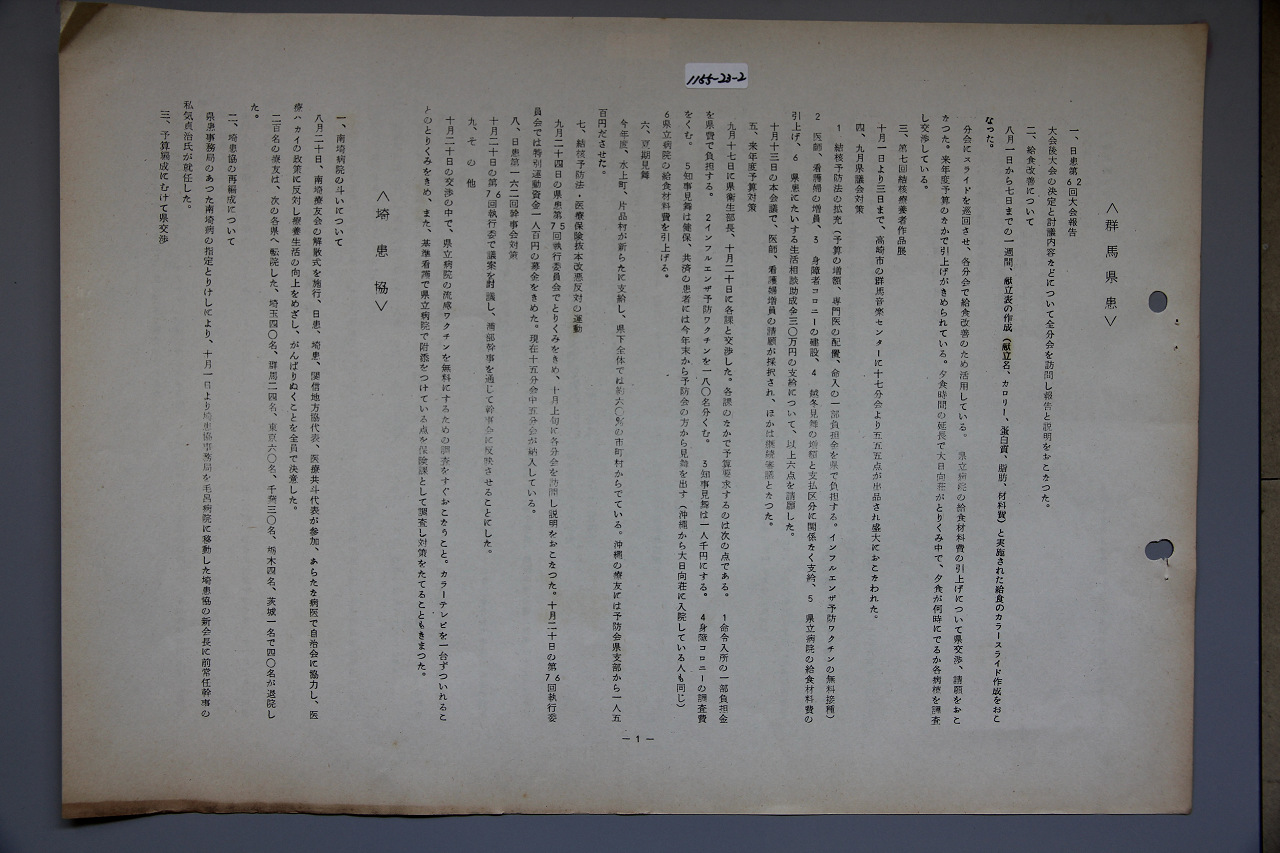 1155-23-2
＜群馬県患＞
一、日患第26回大会報告
大会後大会の決定と討議内容などについて全分会を訪問し報告と説明をおこなつた。
二、給食改善について
八月一日から七日までの一週間、献立表の作成（献立名、カロリー、蛋白質、脂肪、材料費）と実施された給食のカラースライド作成をおこ
なつた。
分会にスライドを巡回させ、各分会で給食改善のため活用している。県立病院の給食材料費の引上げについて県交渉、請願をおこ
なつた。来年度予算のなかで引上げがきめられている。夕食時間の延長で大日向荘がとりくみ中で、夕食が何時にでるか各病棟を調査
し交渉している。
三、第七回結核療養者作品展
十月一日より三日まで、高崎市の群馬音楽センターに十七分会より五五五点が出品され盛大におこなわれた。
四、九月県議会対策
1 結核予防法の拡充（予算の増額、専門医の配置、命入の一部負担金を県で負担する。インフルエンザ予防ワクチンの無料接種）
2 医師、看護婦の増員、3 身障者コロニーの建設、4 越冬見舞の増額と支払区分に関係なく支給、5 県立病院の給食材料費の
引上げ、6 県患にたいする生活相談助成金三〇万円の支給について、以上六点を請願した。
十月十三日の本会議で、医師、看護婦増員の請願が採択され、ほかは継続審議となつた。
五、来年度予算対策
九月十七日に県衛生部長、十月二十日に各課と交渉した。各課のなかで予算要求するのは次の点である。 1命令入所の一部負担金
を県費で負担する。 2インフルエンザ予防ワクチンを一八〇名分くむ。 3知事見舞は一人千円にする。 4身障コロニーの調査費
をくむ。 5知事見舞は健保、共済の患者には今年末から予防会の方から見舞を出す（沖縄から大日向荘に入院している人も同じ）
6県立病院の給食材料費を引上げる。
六、夏期見舞
今年度、水上町、片品村が新らたに支給し、県下全体では約六〇％の市町村からでている。沖縄の療友には予防会県支部から一人五
百円だされた。
七、結核予防法・医療保険抜本改悪反対の運動
九月二十四日の県患第57回執行委員会でとりくみをきめ、十月上旬に各分会を訪問し説明をおこなつた。十月二十日の第67回執行委
員会では特別運動資金一人百円の募金をきめた。現在十五分会中五分会が納入している。
八、日患第一六二回幹事会対策
十月二十日の第67回執行委で議案を討議し、渭部幹事を通じて幹事会に反映させることにした。
九、その他
十月二十日の交渉の中で、県立病院の流感ワクチンを無料にするための調査をすぐおこなうこと。カラーテレビを一台ずついれるこ
とのとりくみをきめ、また、基準看護で県立病院で附添をつけている点を保険課として調査し対策をたてることもきまつた。
＜埼患協＞
一、南埼病院の斗いについて
八月二十日、南埼療友会の解散式を施行、日患、埼患、関信地方協代表、医療共斗代表が参加、あらたな病医で自治会に協力し、医
療ハカイの政策に反対し療養生活の向上をめざし、がんばりぬくことを全員で決意した。
二百名の療友は、次の各県へ転院した、埼玉四〇名、群馬二四名、東京六〇名、千葉三〇名、栃木四名、茨城一名で四〇名が退院し
た。
二、埼患協の再編成について
県患事務局のあつた南埼病の指定とりけしにより、十月一日より埼患協事務局を毛呂病院に移動した埼患協の新会長に前常任幹事の
私気貞治氏が就任した。
三、予算編成にむけて県交渉
— 1 —